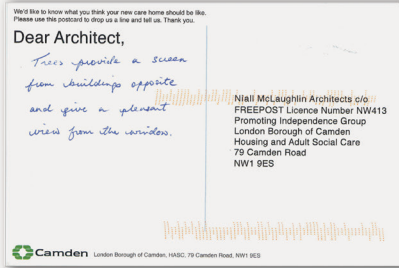 We'd like to know what you think your new care home should be like.
Please use this postcard to drop us a line and tell us. Thank you.
Dear Architect,
Trees provide a screen
from buildings opposite
and give a pleasant
view from the window.
Niall McLaughlin Architects c/o
FREEPOST Licence Number NW413
Promoting Independence Group
London Borough of Camden
Housing and Adult Social Care
79 Camden Road
NW1 9ES
Camden London Borough of Camden, HASC, 79 Camden Road, NW1 9ES